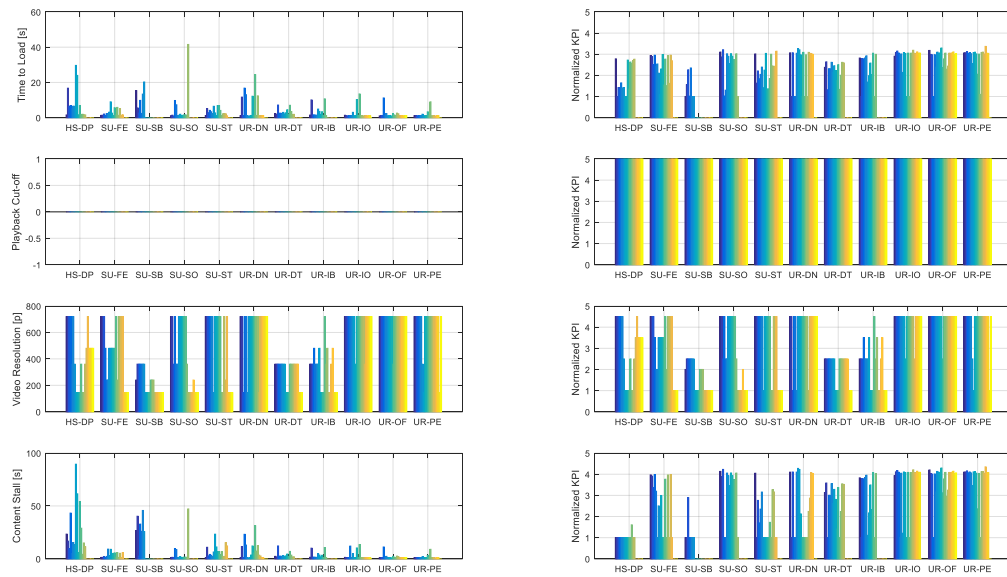 60
40
20
0
Time to Load [s]
HS-DP SU-FE SU-SB SU-SO SU-ST UR-DN UR-DT UR-IB UR-IO UR-OF UR-PE
5
4
3
2
1
0
Normalized KPI
HS-DP SU-FE SU-SB SU-SO SU-ST UR-DN UR-DT UR-IB UR-IO UR-OF UR-PE
1
0.5
0
-0.5
-1
Playback Cut-off
HS-DP SU-FE SU-SB SU-SO SU-ST UR-DN UR-DT UR-IB UR-IO UR-OF UR-PE
5
4
3
2
1
0
Normalized KPI
HS-DP SU-FE SU-SB SU-SO SU-ST UR-DN UR-DT UR-IB UR-IO UR-OF UR-PE
800
600
400
200
0
Video Resolution [p]
HS-DP SU-FE SU-SB SU-SO SU-ST UR-DN UR-DT UR-IB UR-IO UR-OF UR-PE
5
4
3
2
1
0
Normalized KPI
HS-DP SU-FE SU-SB SU-SO SU-ST UR-DN UR-DT UR-IB UR-IO UR-OF UR-PE
100
50
0
Content Stall [s]
HS-DP SU-FE SU-SB SU-SO SU-ST UR-DN UR-DT UR-IB UR-IO UR-OF UR-PE
5
4
3
2
1
0
Normalized KPI
HS-DP SU-FE SU-SB SU-SO SU-ST UR-DN UR-DT UR-IB UR-IO UR-OF UR-PE